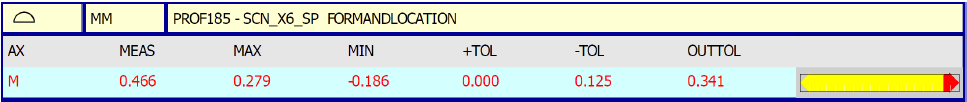 MM PROF185 - SCN_X6_SP FORMANDLOCATION
AX MEAS MAX MIN +TOL -TOL OUTTOL
M 0.466 0.279 -0.186 0.000 0.125 0.341